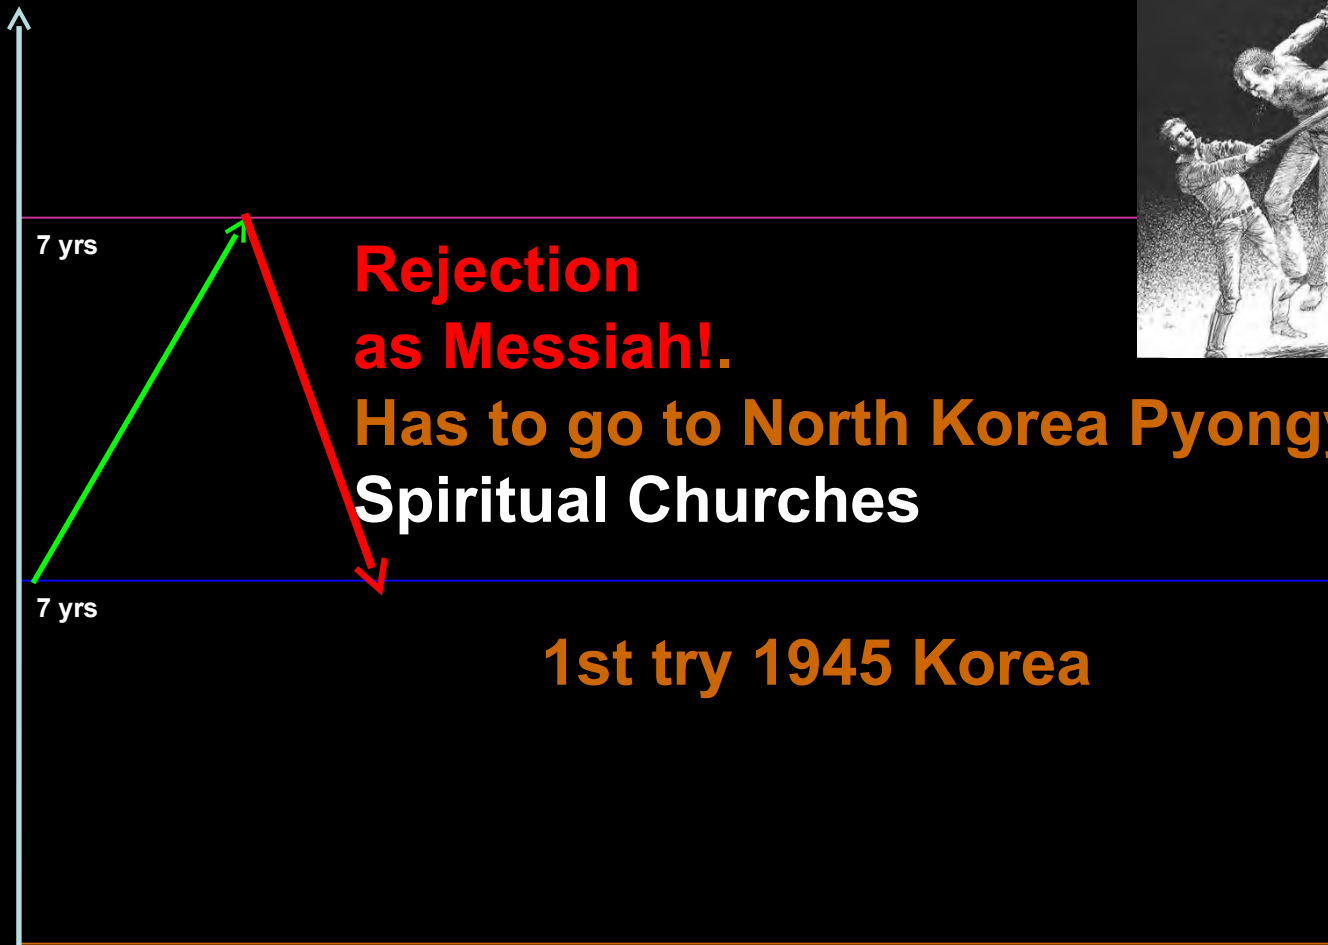 7 yrs
Rejection
as Messiah!.
Has to go to North Korea Pyongy
Spiritual Churches
7 yrs
1st try 1945 Korea